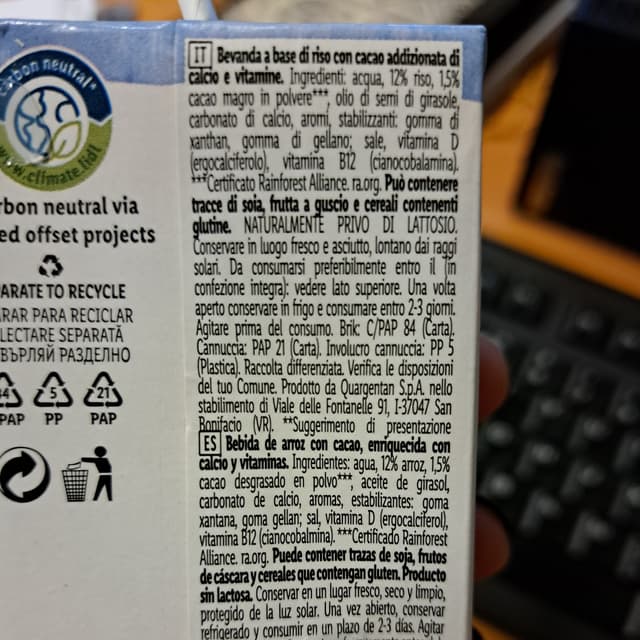 carbon neutral*
www.climate.lidl
rbon neutral via
ed offset projects
ARATE TO RECYCLE
RAR PARA RECICLAR
LECTARE SEPARATĂ
ЗВЪРЛЯЙ РАЗДЕЛНО
84 5 21
PAP PP PAP
IT Bevanda a base di riso con cacao addizionata di
calcio e vitamine. Ingredienti: acqua, 12% riso, 1,5%
cacao magro in polvere***, olio di semi di girasole,
carbonato di calcio, aromi, stabilizzanti: gomma di
xanthan, gomma di gellano; sale, vitamina D
(ergocalciferolo), vitamina B12 (cianocobalamina).
***Certificato Rainforest Alliance. ra.org. Può contenere
tracce di soia, frutta a guscio e cereali contenenti
glutine. NATURALMENTE PRIVO DI LATTOSIO.
Conservare in luogo fresco e asciutto, lontano dai raggi
solari. Da consumarsi preferibilmente entro il (in
confezione integra): vedere lato superiore. Una volta
aperto conservare in frigo e consumare entro 2-3 giorni.
Agitare prima del consumo. Brik: C/PAP 84 (Carta).
Cannuccia: PAP 21 (Carta). Involucro cannuccia: PP 5
(Plastica). Raccolta differenziata. Verifica le disposizioni
del tuo Comune. Prodotto da Quargentan S.p.A. nello
stabilimento di Viale delle Fontanelle 91, I-37047 San
Bonifacio (VR). **Suggerimento di presentazione
ES Bebida de arroz con cacao, enriquecida con
calcio y vitaminas. Ingredientes: agua, 12% arroz, 1,5%
cacao desgrasado en polvo***, aceite de girasol,
carbonato de calcio, aromas, estabilizantes: goma
xantana, goma gellan; sal, vitamina D (ergocalciferol),
vitamina B12 (cianocobalmina). ***Certificado Rainforest
Alliance. ra.org. Puede contener trazas de soja, frutos
de cáscara y cereales que contengan gluten. Producto
sin lactosa. Conservar en un lugar fresco, seco y limpio,
protegido de la luz solar. Una vez abierto, conservar
refrigerado y consumir en un plazo de 2-3 días. Agitar